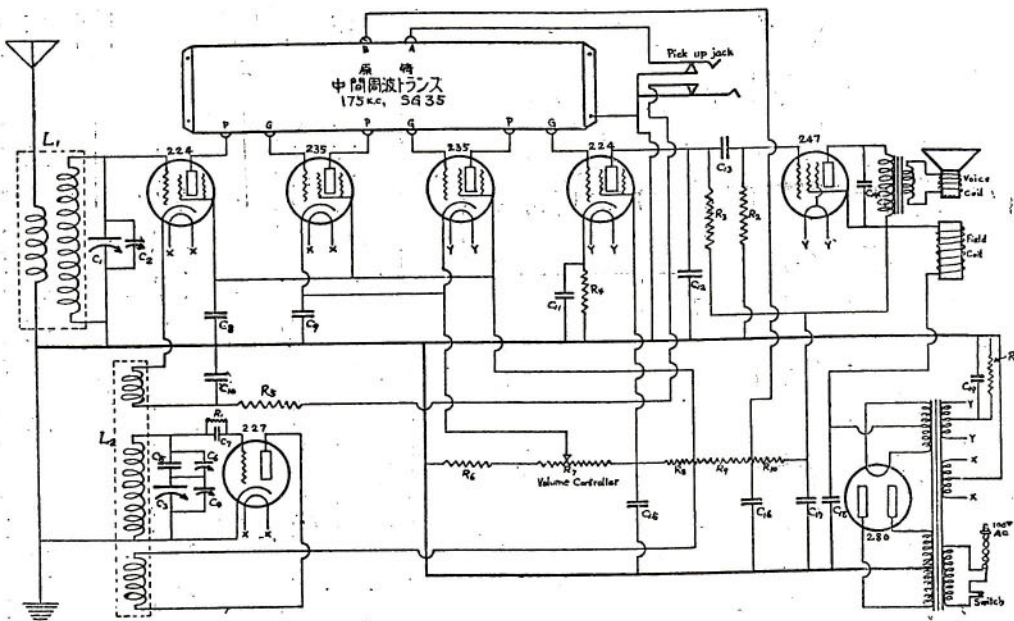 B A
原 崎
中間周波トランス
175 K.C, SG 35
P G P G P G
Pick up jack
L1
224
235
235
224
247
C13
C1
C2
R3
R2
Voice
Coil
Field
Coil
X X
X X
Y Y
Y Y
Y Y
C8
C9
C11
R4
C12
C10
R5
C14
Y
Y
X
X
L2
R1
C7
227
C5
C6
C3
C4
X X
R6
R7
Volume Controller
R8
R9
R10
C15
C16
C17
C18
280
100V
AC
Switch